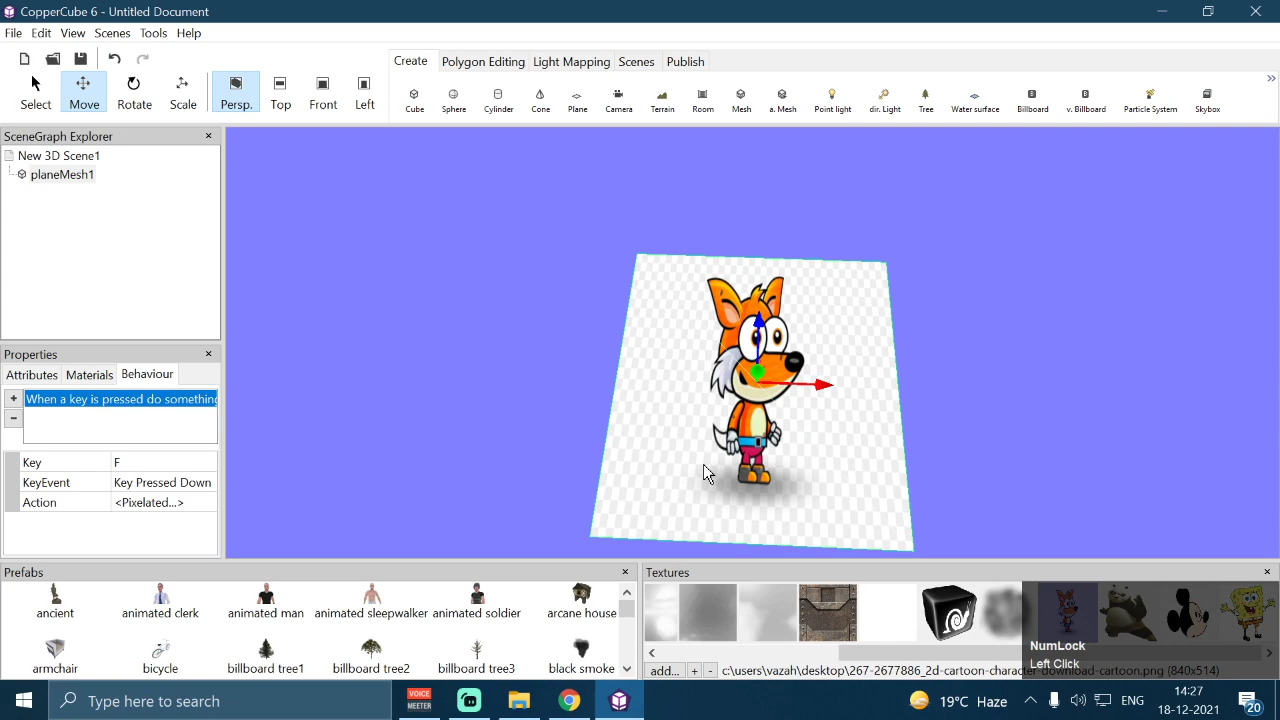 CopperCube 6 - Untitled Document
File Edit View Scenes Tools Help
Select Move Rotate Scale Persp. Top Front Left
Create Polygon Editing Light Mapping Scenes Publish
Cube Sphere Cylinder Cone Plane Camera Terrain Room Mesh a. Mesh Point light dir. Light Tree Water surface Billboard v. Billboard Particle System Skybox
SceneGraph Explorer
New 3D Scene1
planeMesh1
Properties
Attributes Materials Behaviour
When a key is pressed do something
Key F
KeyEvent Key Pressed Down
Action <Pixelated...>
Prefabs
ancient animated clerk animated man animated sleepwalker animated soldier arcane house
armchair bicycle billboard tree1 billboard tree2 billboard tree3 black smoke
Textures
NumLock
Left Click
add... + - c:\users\vazah\desktop\267-2677886_2d-cartoon-character-download-cartoon.png (840x514)
Type here to search
VOICE MEETER
19°C Haze
ENG
14:27
18-12-2021
20